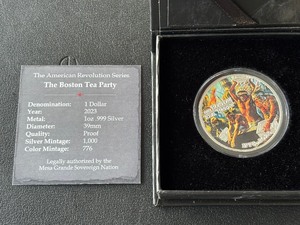 The American Revolution Series
The Boston Tea Party
Denomination: 1 Dollar
Year: 2023
Metal: 1oz .999 Silver
Diameter: 39mm
Quality: Proof
Silver Mintage: 1,000
Color Mintage: 776
Legally authorized by the
Mesa Grande Sovereign Nation